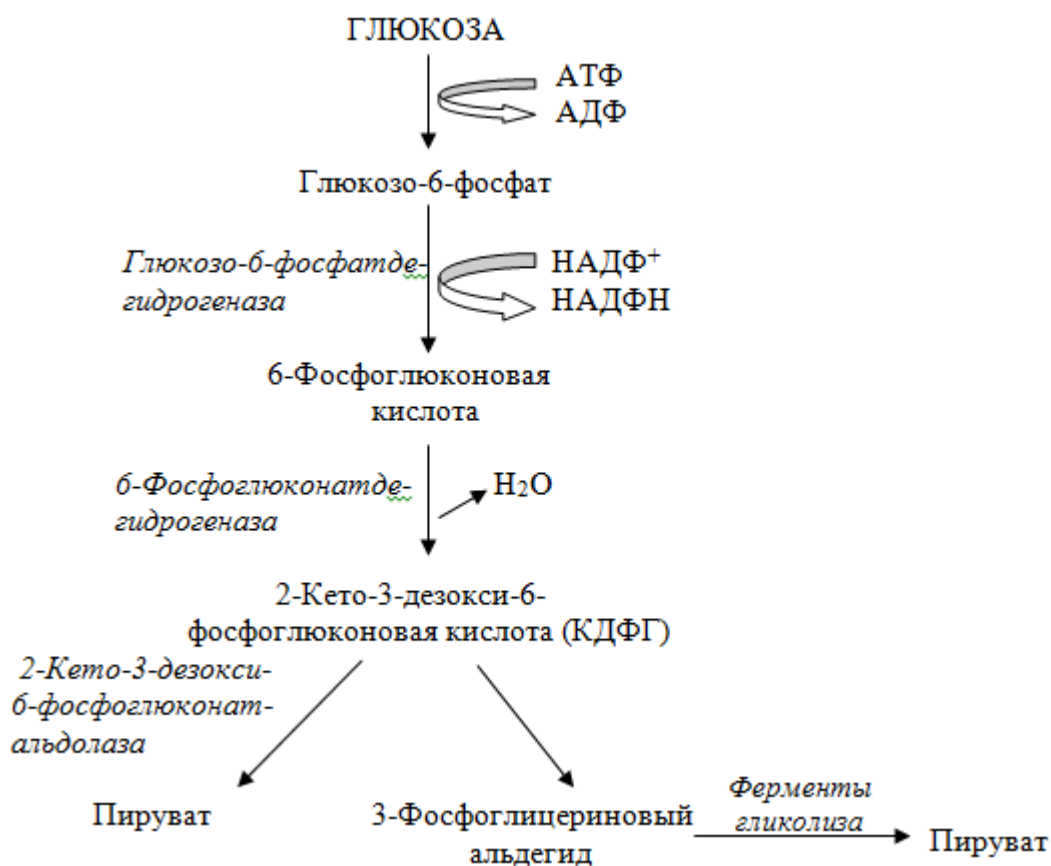 ГЛЮКОЗА
АТФ
АДФ
Глюкозо-6-фосфат
Глюкозо-6-фосфатде-
гидрогеназа
НАДФ⁺
НАДФН
6-Фосфоглюконовая
кислота
6-Фосфоглюконатде-
гидрогеназа
H₂O
2-Кето-3-дезокси-6-
фосфоглюконовая кислота (КДФГ)
2-Кето-3-дезокси-
6-фосфоглюконат-
альдолаза
Пируват
3-Фосфоглицериновый
альдегид
Ферменты
гликолиза
Пируват